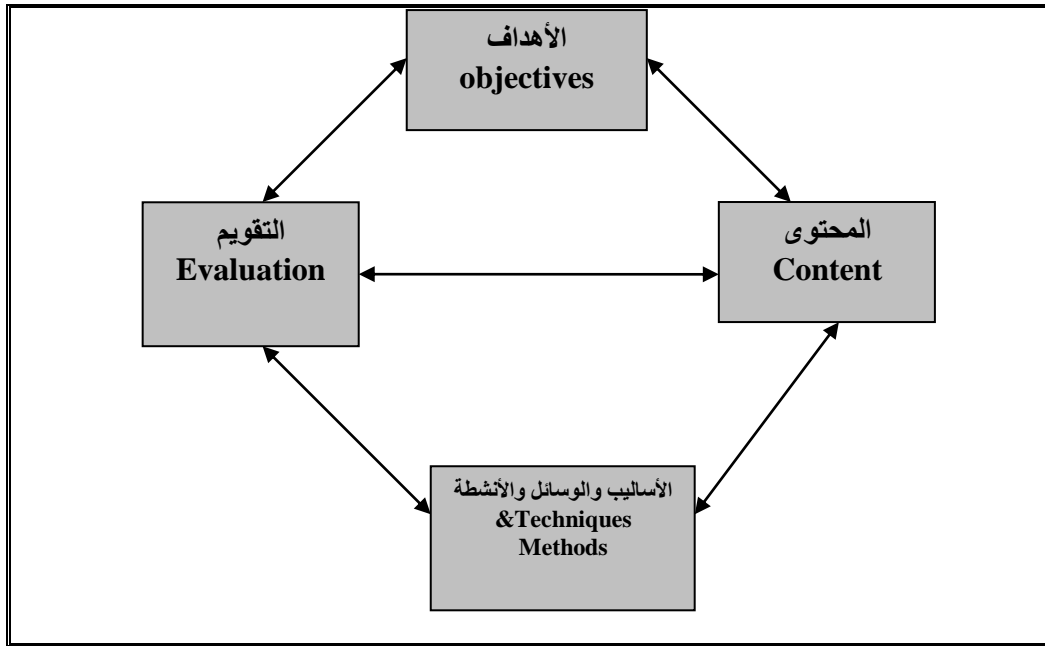 الأهداف
objectives
التقويم
Evaluation
المحتوى
Content
الأساليب والوسائل والأنشطة
&Techniques
Methods